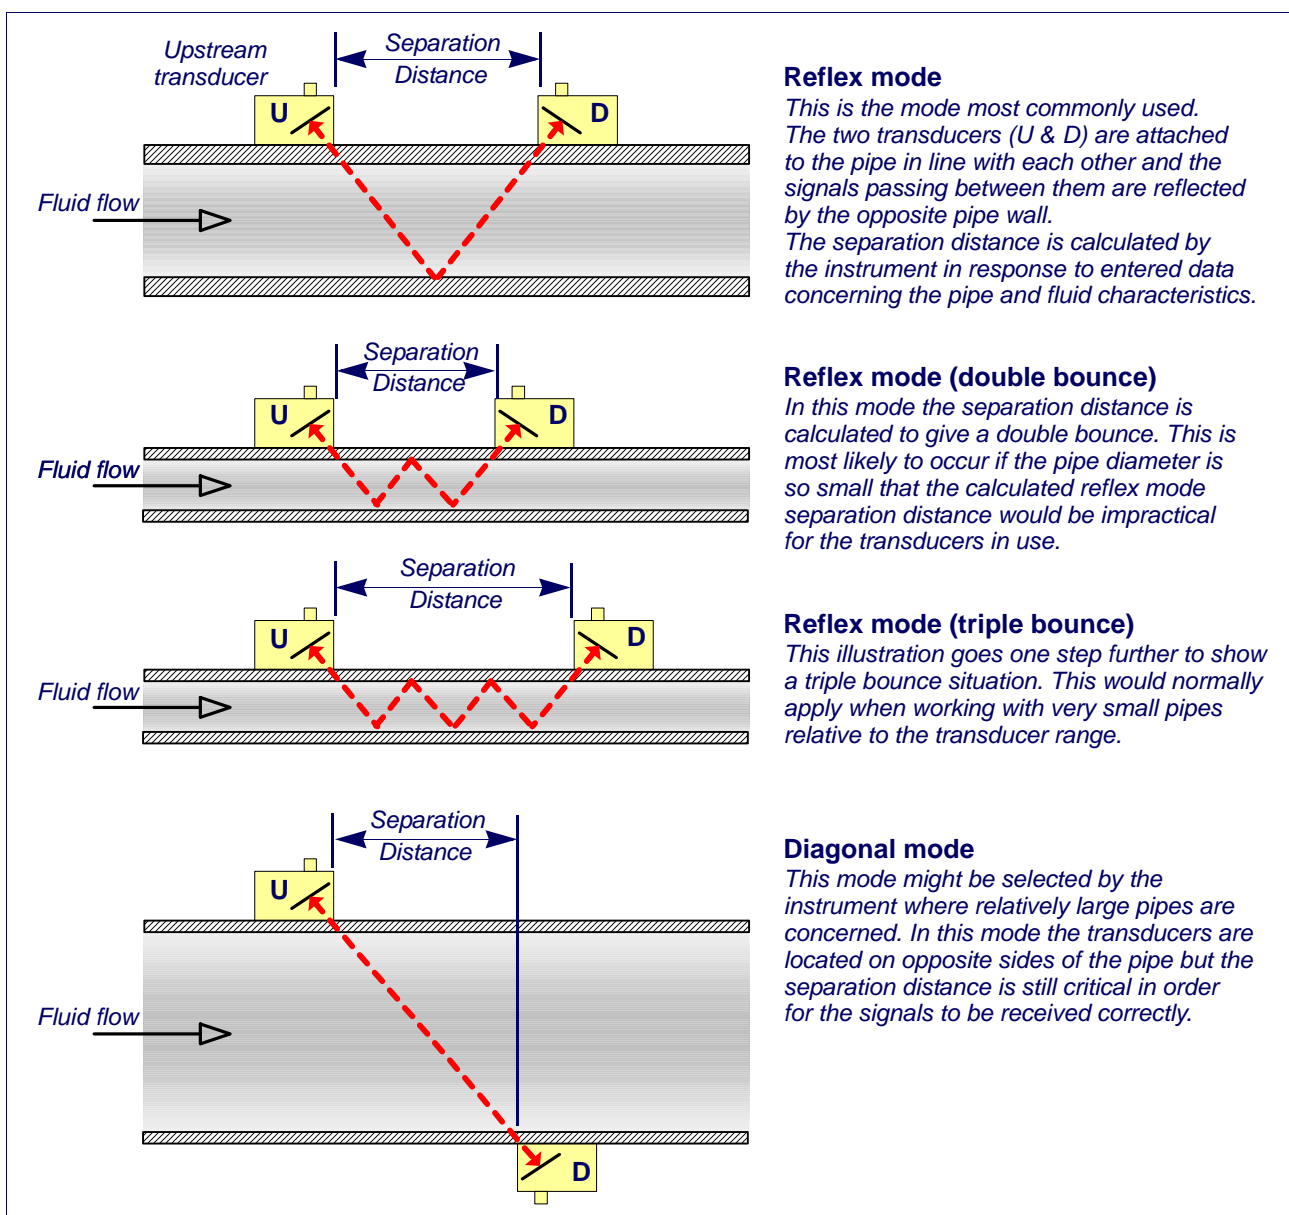 Upstream
transducer
Separation
Distance
U
D
Fluid flow
Reflex mode
This is the mode most commonly used.
The two transducers (U & D) are attached
to the pipe in line with each other and the
signals passing between them are reflected
by the opposite pipe wall.
The separation distance is calculated by
the instrument in response to entered data
concerning the pipe and fluid characteristics.
Separation
Distance
U
D
Fluid flow
Reflex mode (double bounce)
In this mode the separation distance is
calculated to give a double bounce. This is
most likely to occur if the pipe diameter is
so small that the calculated reflex mode
separation distance would be impractical
for the transducers in use.
Separation
Distance
U
D
Fluid flow
Reflex mode (triple bounce)
This illustration goes one step further to show
a triple bounce situation. This would normally
apply when working with very small pipes
relative to the transducer range.
Separation
Distance
U
Fluid flow
D
Diagonal mode
This mode might be selected by the
instrument where relatively large pipes are
concerned. In this mode the transducers are
located on opposite sides of the pipe but the
separation distance is still critical in order
for the signals to be received correctly.